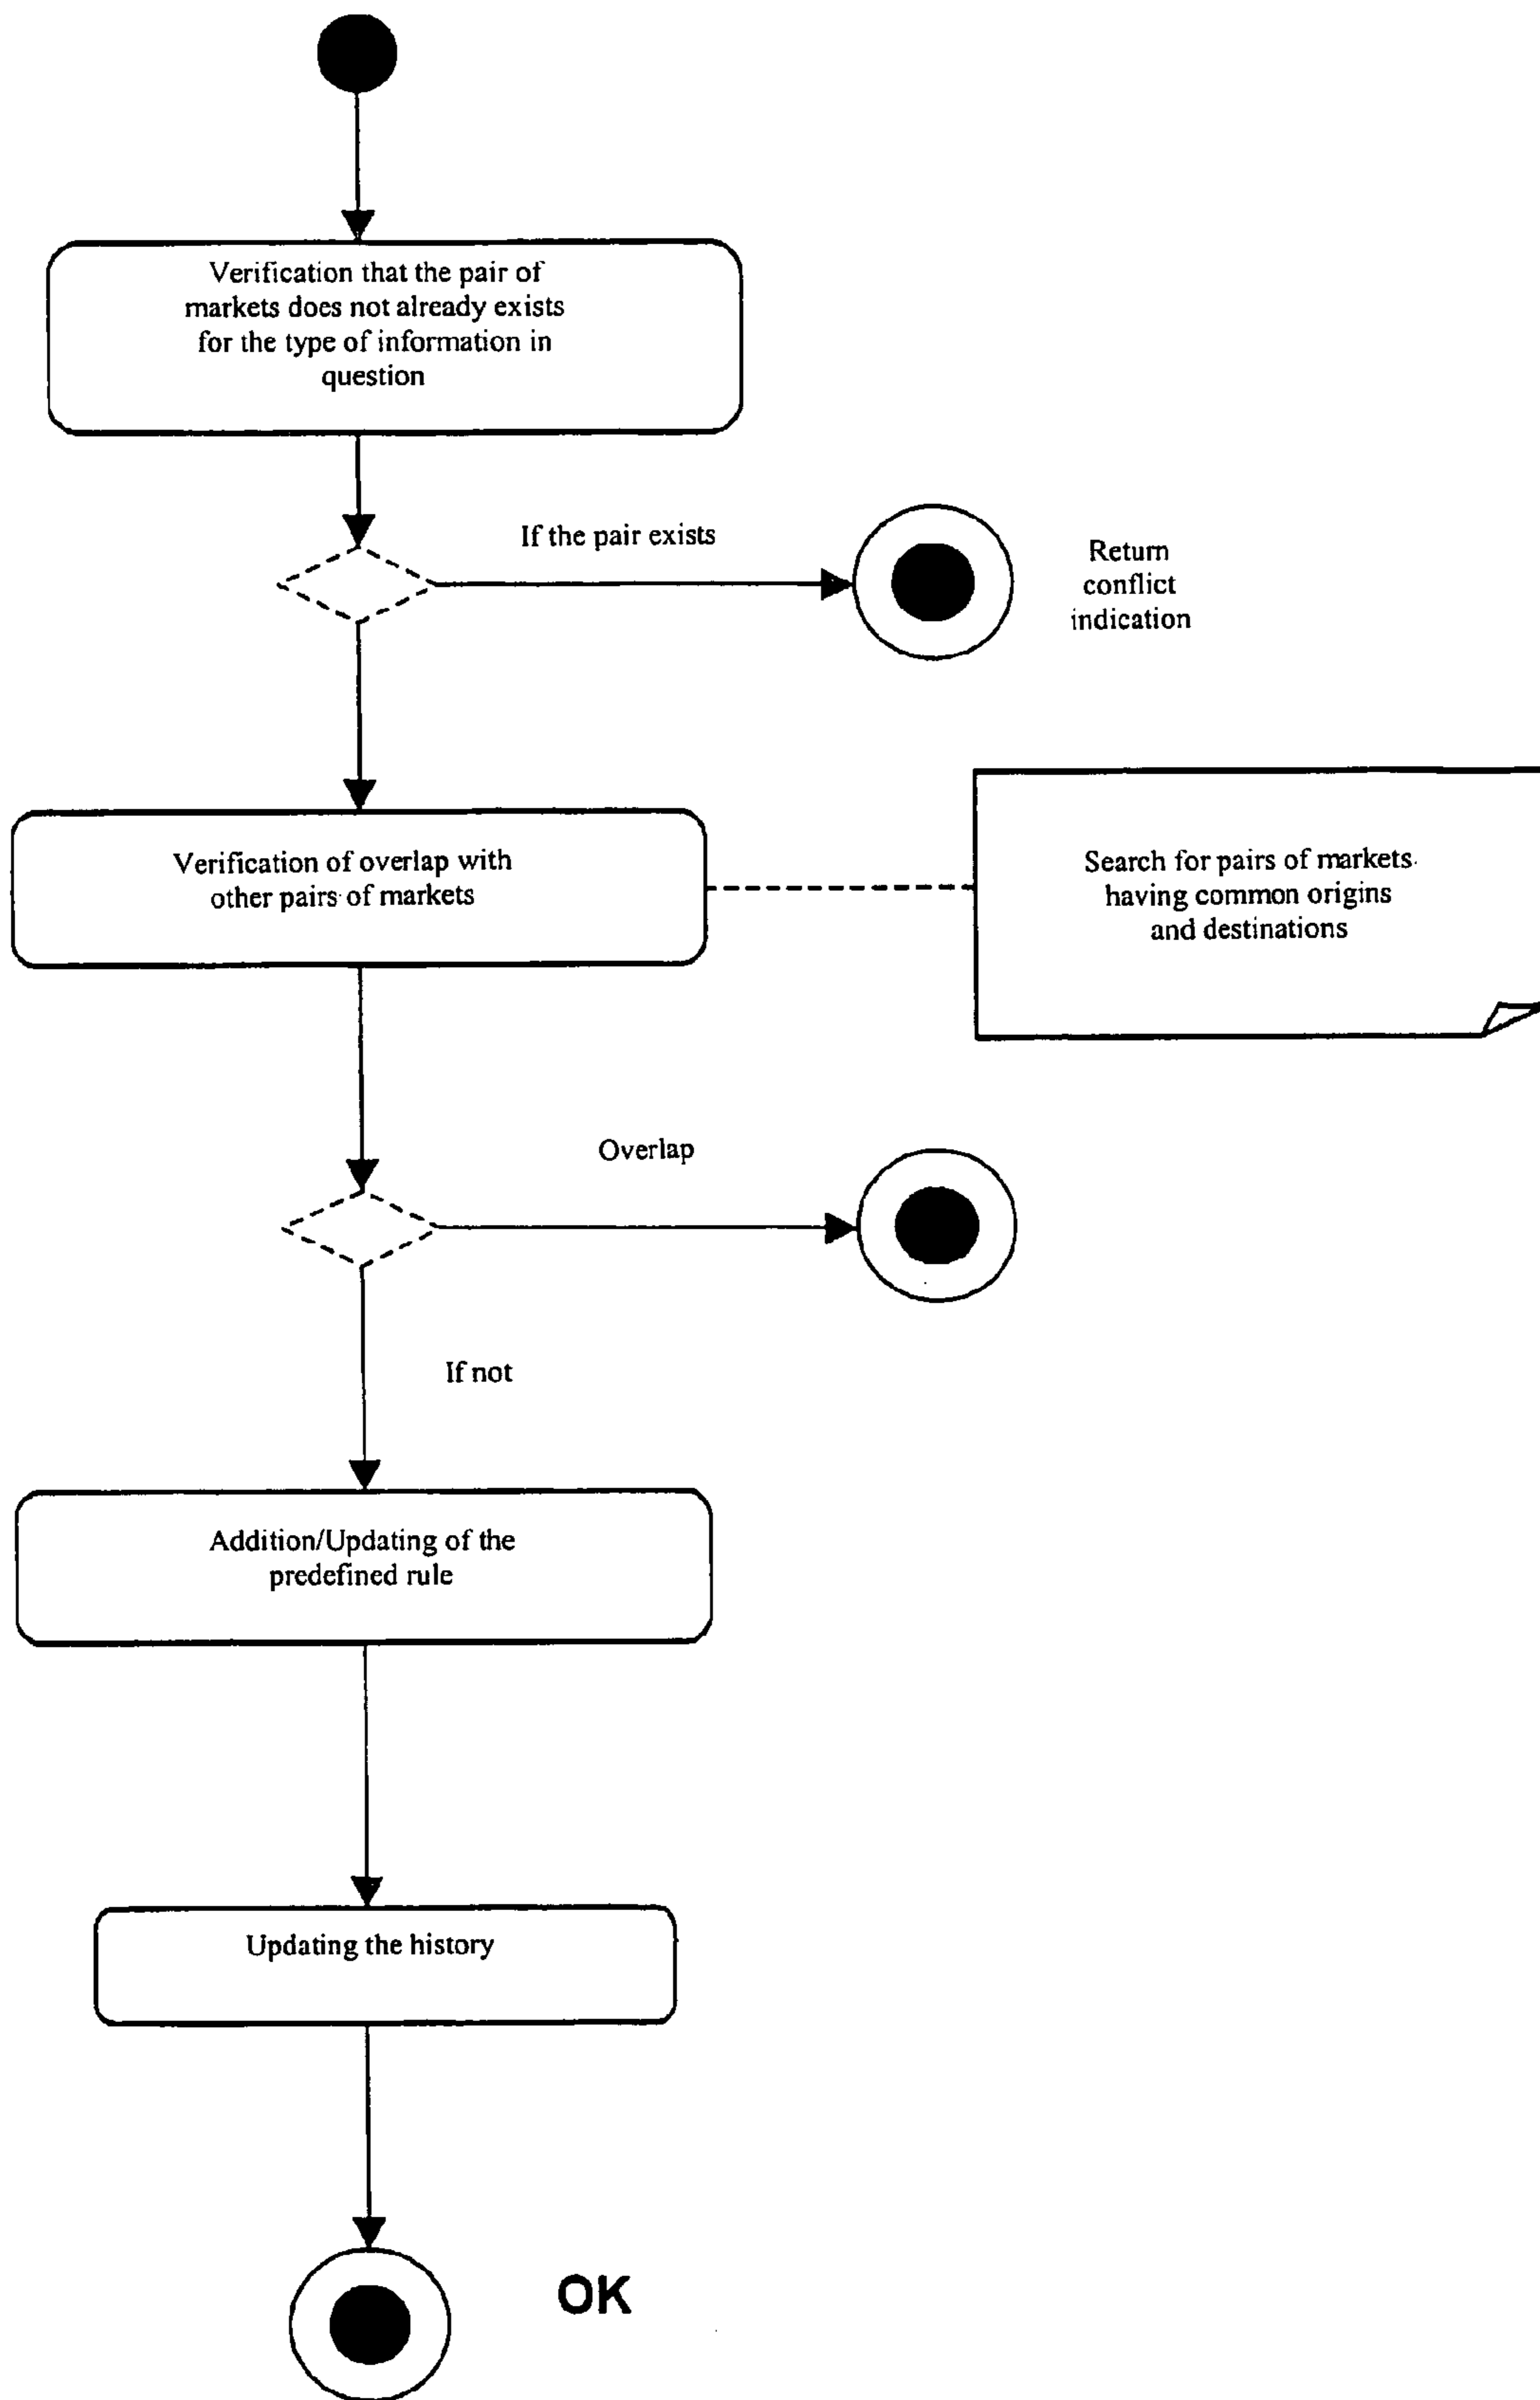 Verification that the pair of
markets does not already exists
for the type of information in
question
If the pair exists
Return
conflict
indication
Verification of overlap with
other pairs of markets
Search for pairs of markets
having common origins
and destinations
Overlap
If not
Addition/Updating of the
predefined rule
Updating the history
OK